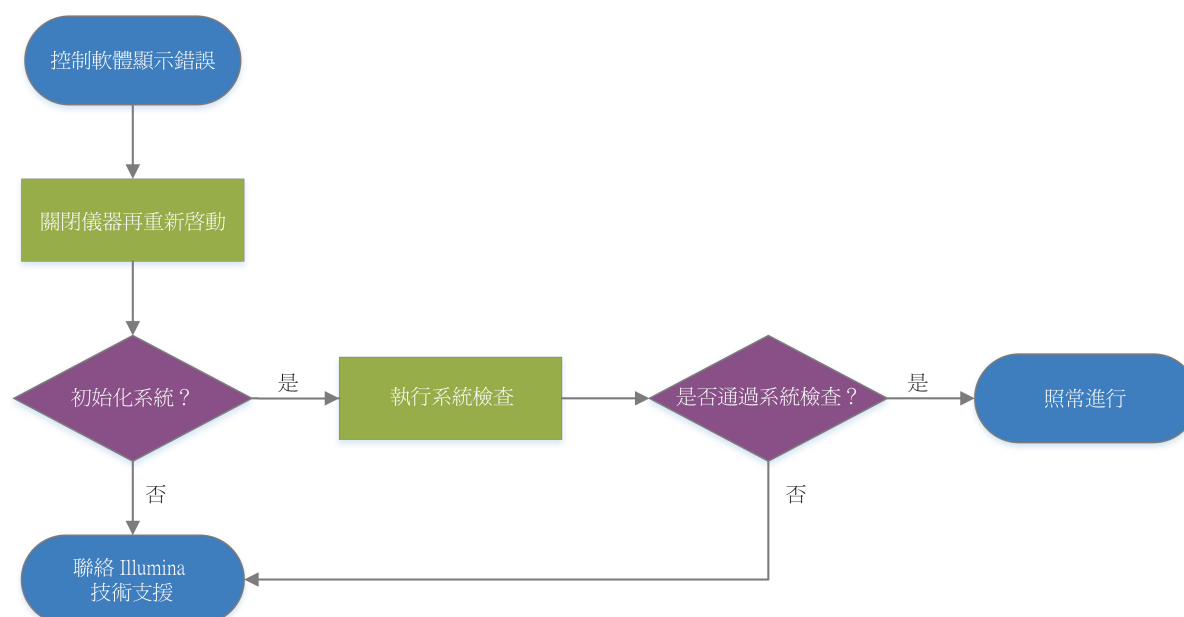 控制軟體顯示錯誤
關閉儀器再重新啓動
初始化系統？
是
執行系統檢查
是否通過系統檢查？
是
照常進行
否
否
聯絡 Illumina
技術支援